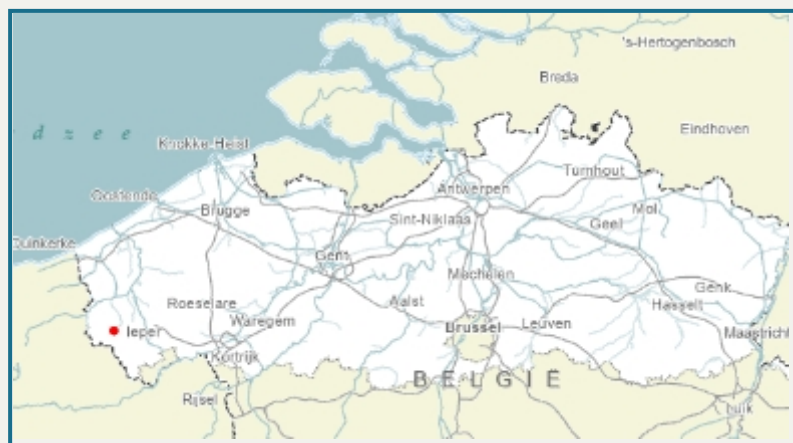 's-Hertogenbosch
Breda
Eindhoven
d z e e
Knokke-Heist
Turnhout
Oostende
Antwerpen
Brugge
Mol
Sint-Niklaas
Geel
Duinkerke
Gent
Mechelen
Genk
Roeselare
Aalst
Hasselt
Waregem
Brussel
Leuven
Ieper
Maastricht
Kortrijk
BELGIË
Rijsel
Luik